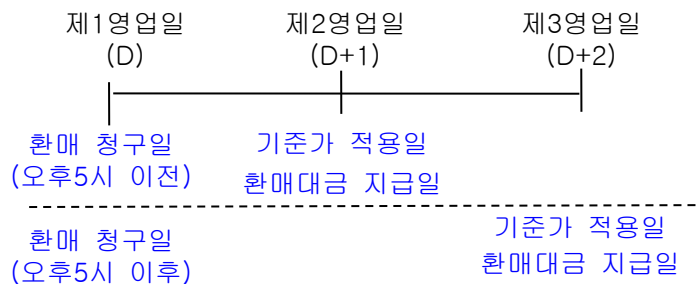 제1영업일 제2영업일 제3영업일
(D) (D+1) (D+2)
환매 청구일 기준가 적용일
(오후5시 이전) 환매대금 지급일
환매 청구일 기준가 적용일
(오후5시 이후) 환매대금 지급일